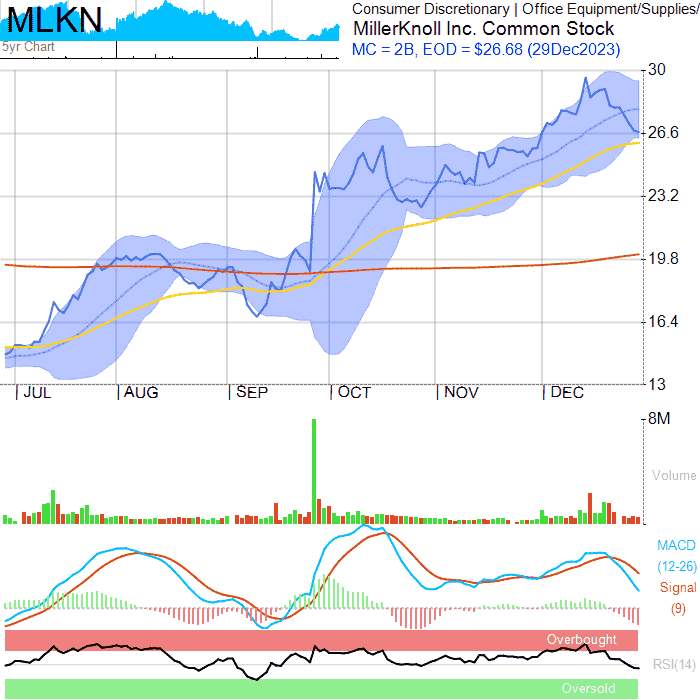 MLKN
5yr Chart
Consumer Discretionary | Office Equipment/Supplies/
MillerKnoll Inc. Common Stock
MC = 2B, EOD = $26.68 (29Dec2023)
30
26.6
23.2
19.8
16.4
13
JUL AUG SEP OCT NOV DEC
8M
Volume
MACD
(12-26)
Signal
(9)
Overbought
RSI(14)
Oversold